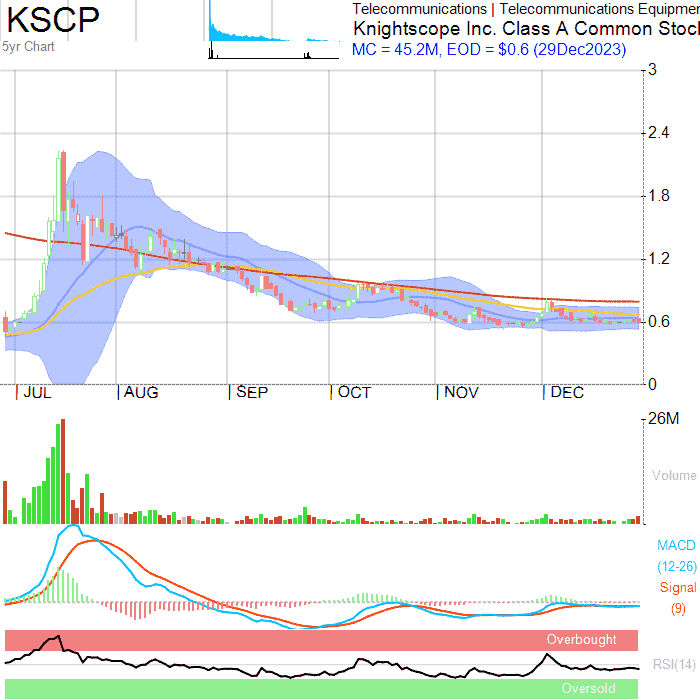 KSCP
5yr Chart
Telecommunications | Telecommunications Equipmen
Knightscope Inc. Class A Common Stoc
MC = 45.2M, EOD = $0.6 (29Dec2023)
3
2.4
1.8
1.2
0.6
0
JUL AUG SEP OCT NOV DEC
26M
Volume
MACD
(12-26)
Signal
(9)
Overbought
RSI(14)
Oversold